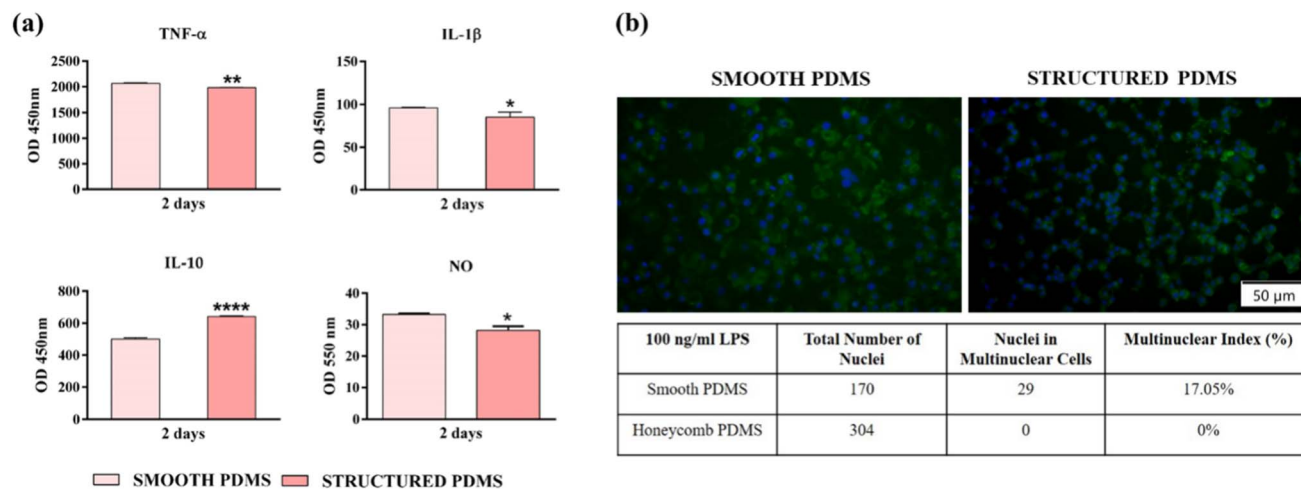 (a)
TNF-α
OD 450nm
2500
2000
1500
1000
500
0
**
2 days
IL-1β
OD 450nm
150
100
50
0
*
2 days
IL-10
OD 450nm
800
600
400
200
0
****
2 days
NO
OD 550 nm
40
30
20
10
0
*
2 days
SMOOTH PDMS
STRUCTURED PDMS
(b)
SMOOTH PDMS
STRUCTURED PDMS
50 µm
100 ng/ml LPS
Total Number of
Nuclei
Nuclei in
Multinuclear Cells
Multinuclear Index (%)
Smooth PDMS
170
29
17.05%
Honeycomb PDMS
304
0
0%